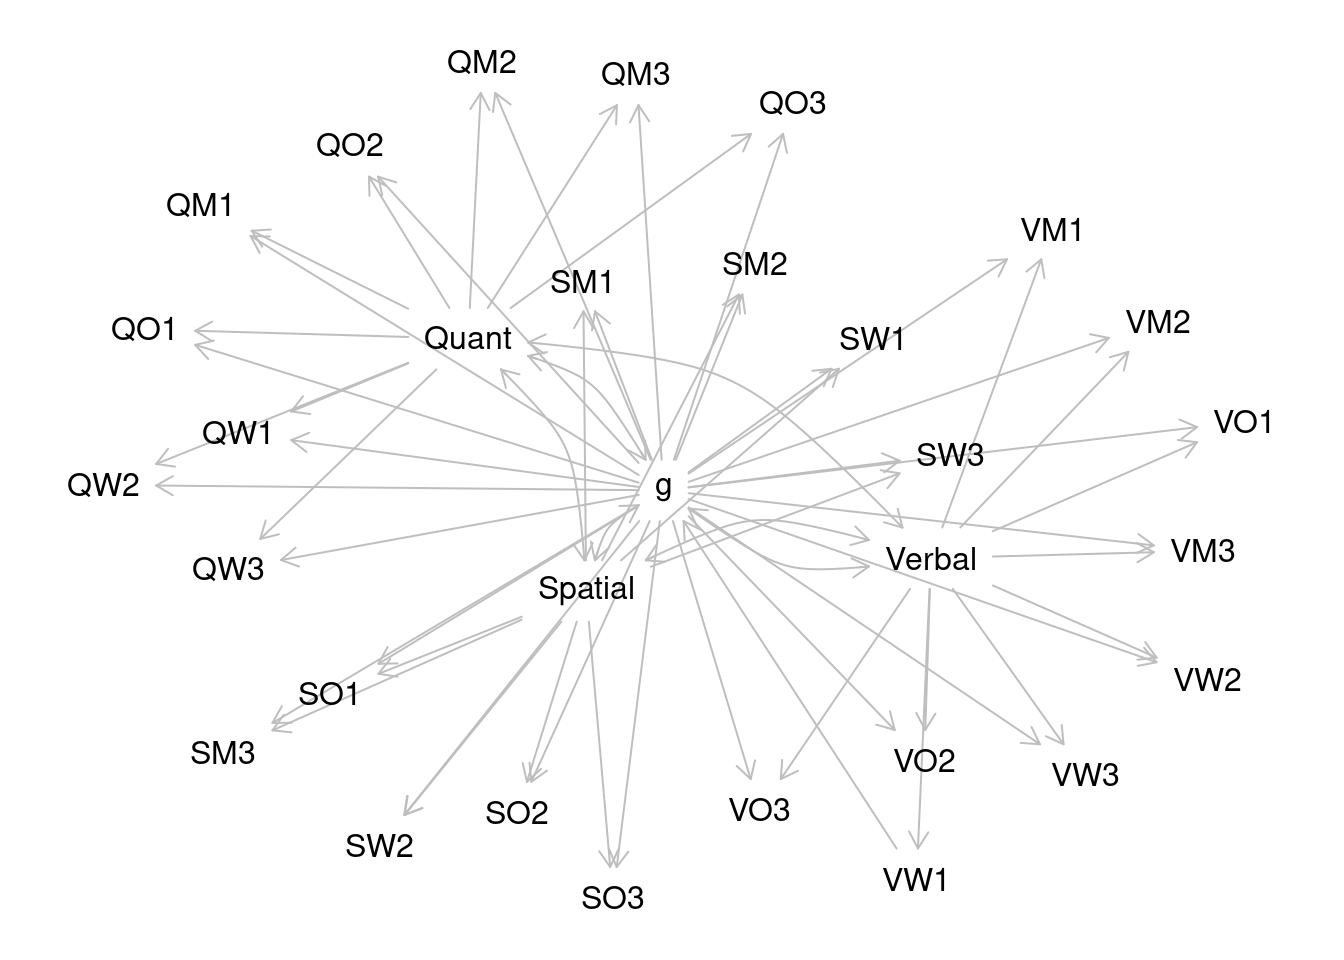 QM2
QM3
QO3
QO2
QM1
VM1
SM2
SM1
VM2
QO1
Quant
SW1
VO1
QW1
SW3
QW2
g
VM3
Verbal
QW3
Spatial
VW2
SO1
SM3
VO2
VW3
VO3
SO2
SW2
VW1
SO3